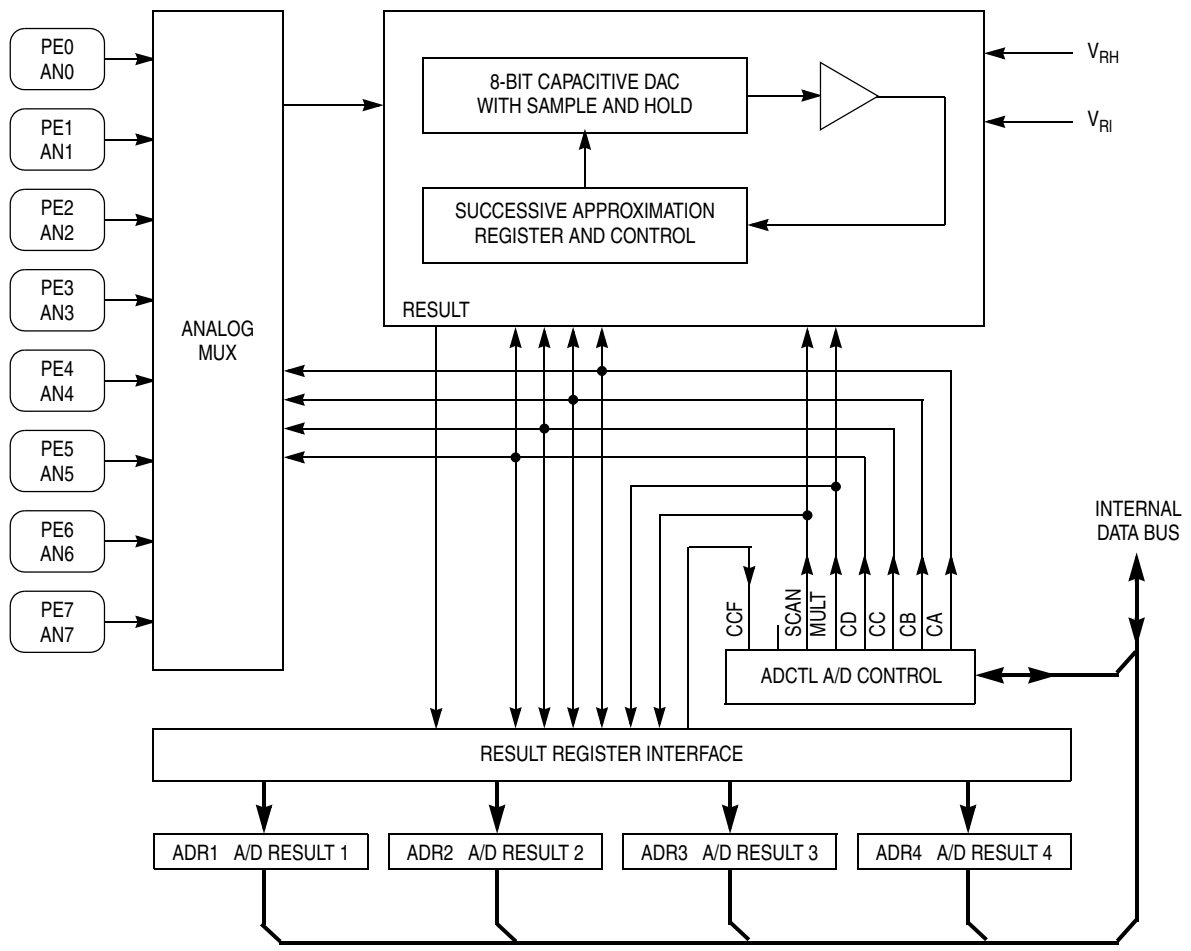 PE0
AN0
PE1
AN1
PE2
AN2
PE3
AN3
PE4
AN4
PE5
AN5
PE6
AN6
PE7
AN7
ANALOG
MUX
8-BIT CAPACITIVE DAC
WITH SAMPLE AND HOLD
SUCCESSIVE APPROXIMATION
REGISTER AND CONTROL
RESULT
VRH
VRI
INTERNAL
DATA BUS
CCF
SCAN
MULT
CD
CC
CB
CA
ADCTL A/D CONTROL
RESULT REGISTER INTERFACE
ADR1 A/D RESULT 1
ADR2 A/D RESULT 2
ADR3 A/D RESULT 3
ADR4 A/D RESULT 4